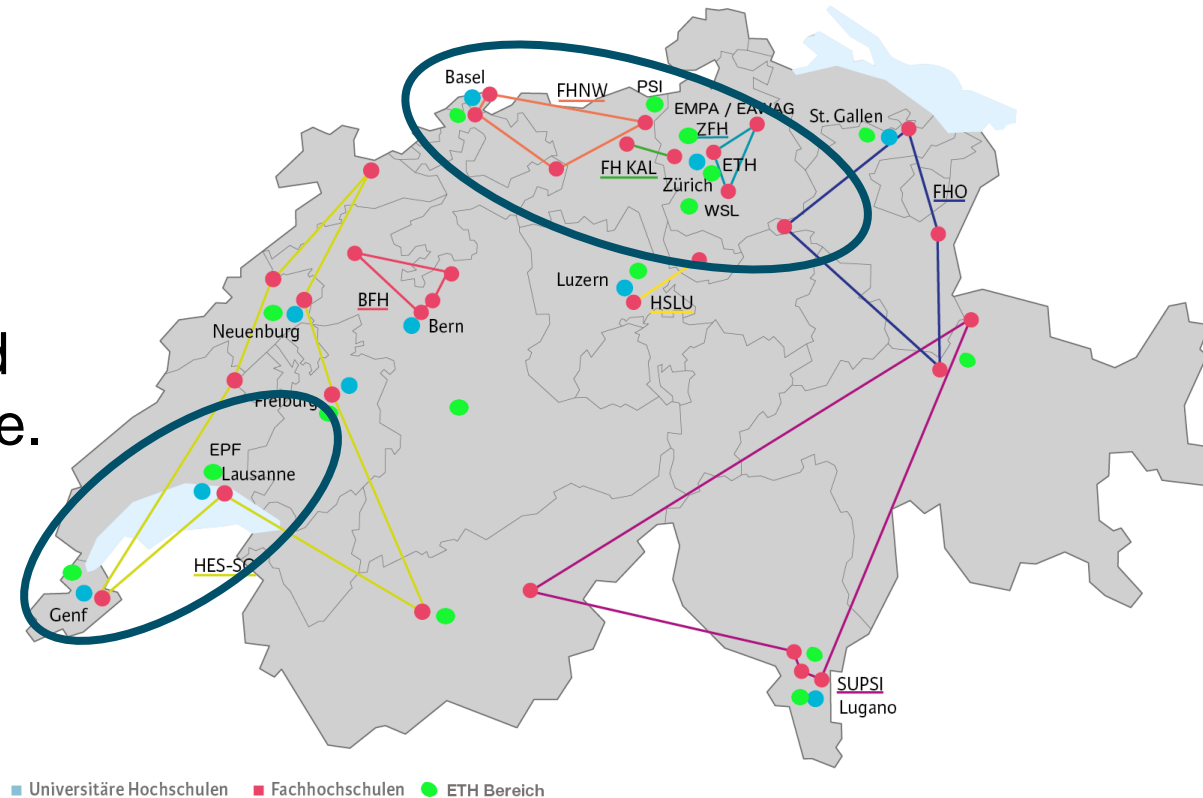 Basel
FHNW
PSI
EMPA / EAWAG
ZFH
St. Gallen
FH KAL
ETH
Zürich
WSL
FHO
Luzern
HSLU
BFH
Bern
Neuenburg
d
e.
Freiburg
EPF
Lausanne
HES-SO
Genf
SUPSI
Lugano
Universitäre Hochschulen
Fachhochschulen
ETH Bereich